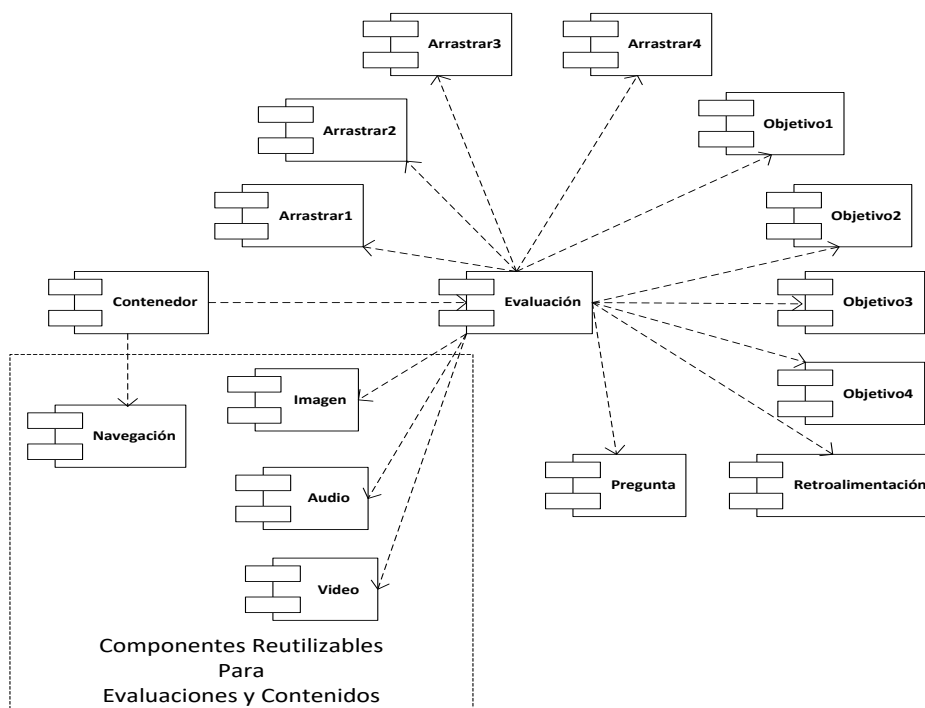 Arrastrar3
Arrastrar4
Arrastrar2
Objetivo1
Arrastrar1
Objetivo2
Contenedor
Evaluación
Objetivo3
Imagen
Objetivo4
Navegación
Audio
Pregunta
Retroalimentación
Video
Componentes Reutilizables
Para
Evaluaciones y Contenidos